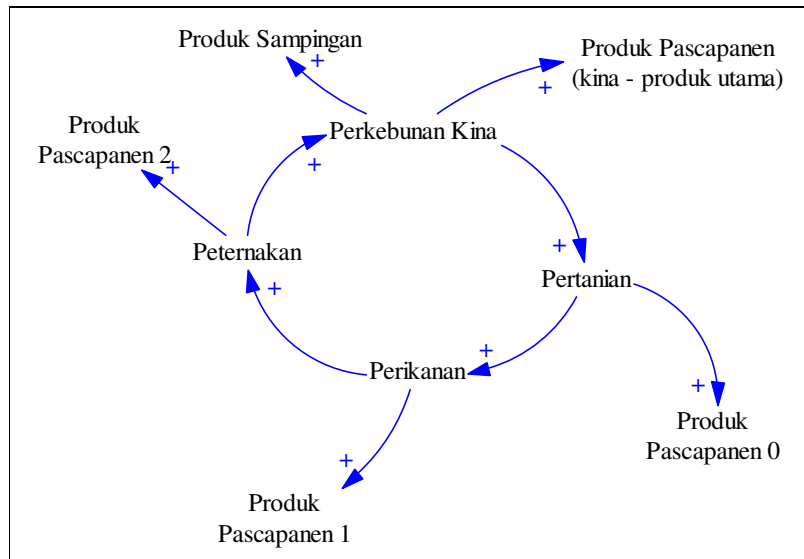 Produk Sampingan
+
Produk Pascapanen
(kina - produk utama)
+
Produk
Pascapanen 2
+
Perkebunan Kina
+
Peternakan
+
Pertanian
+
Perikanan
+
+
Produk
Pascapanen 0
+
Produk
Pascapanen 1